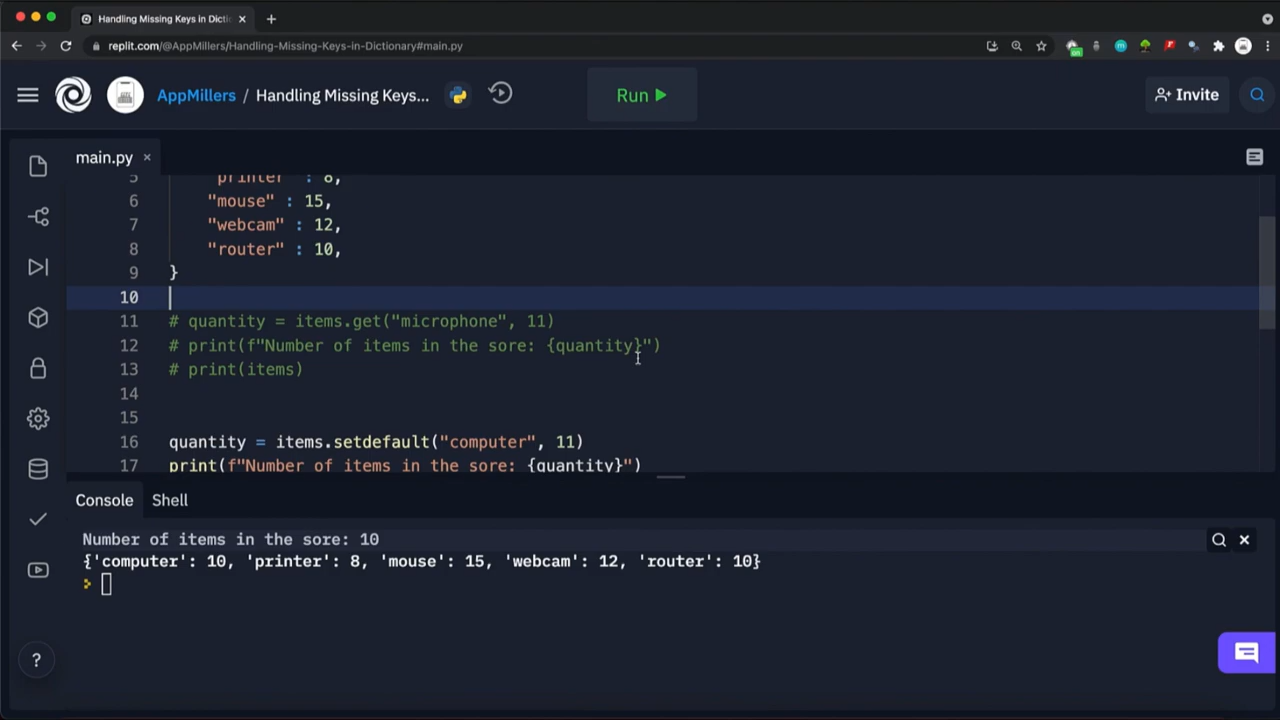 Handling Missing Keys in Dictic
replit.com/@AppMillers/Handling-Missing-Keys-in-Dictionary#main.py
AppMillers / Handling Missing Keys...
Run
Invite
main.py
5 "printer" : 8,
6 "mouse" : 15,
7 "webcam" : 12,
8 "router" : 10,
9 }
10
11 # quantity = items.get("microphone", 11)
12 # print(f"Number of items in the sore: {quantity}")
13 # print(items)
14
15
16 quantity = items.setdefault("computer", 11)
17 print(f"Number of items in the sore: {quantity}")
Console Shell
Number of items in the sore: 10
{'computer': 10, 'printer': 8, 'mouse': 15, 'webcam': 12, 'router': 10}
?